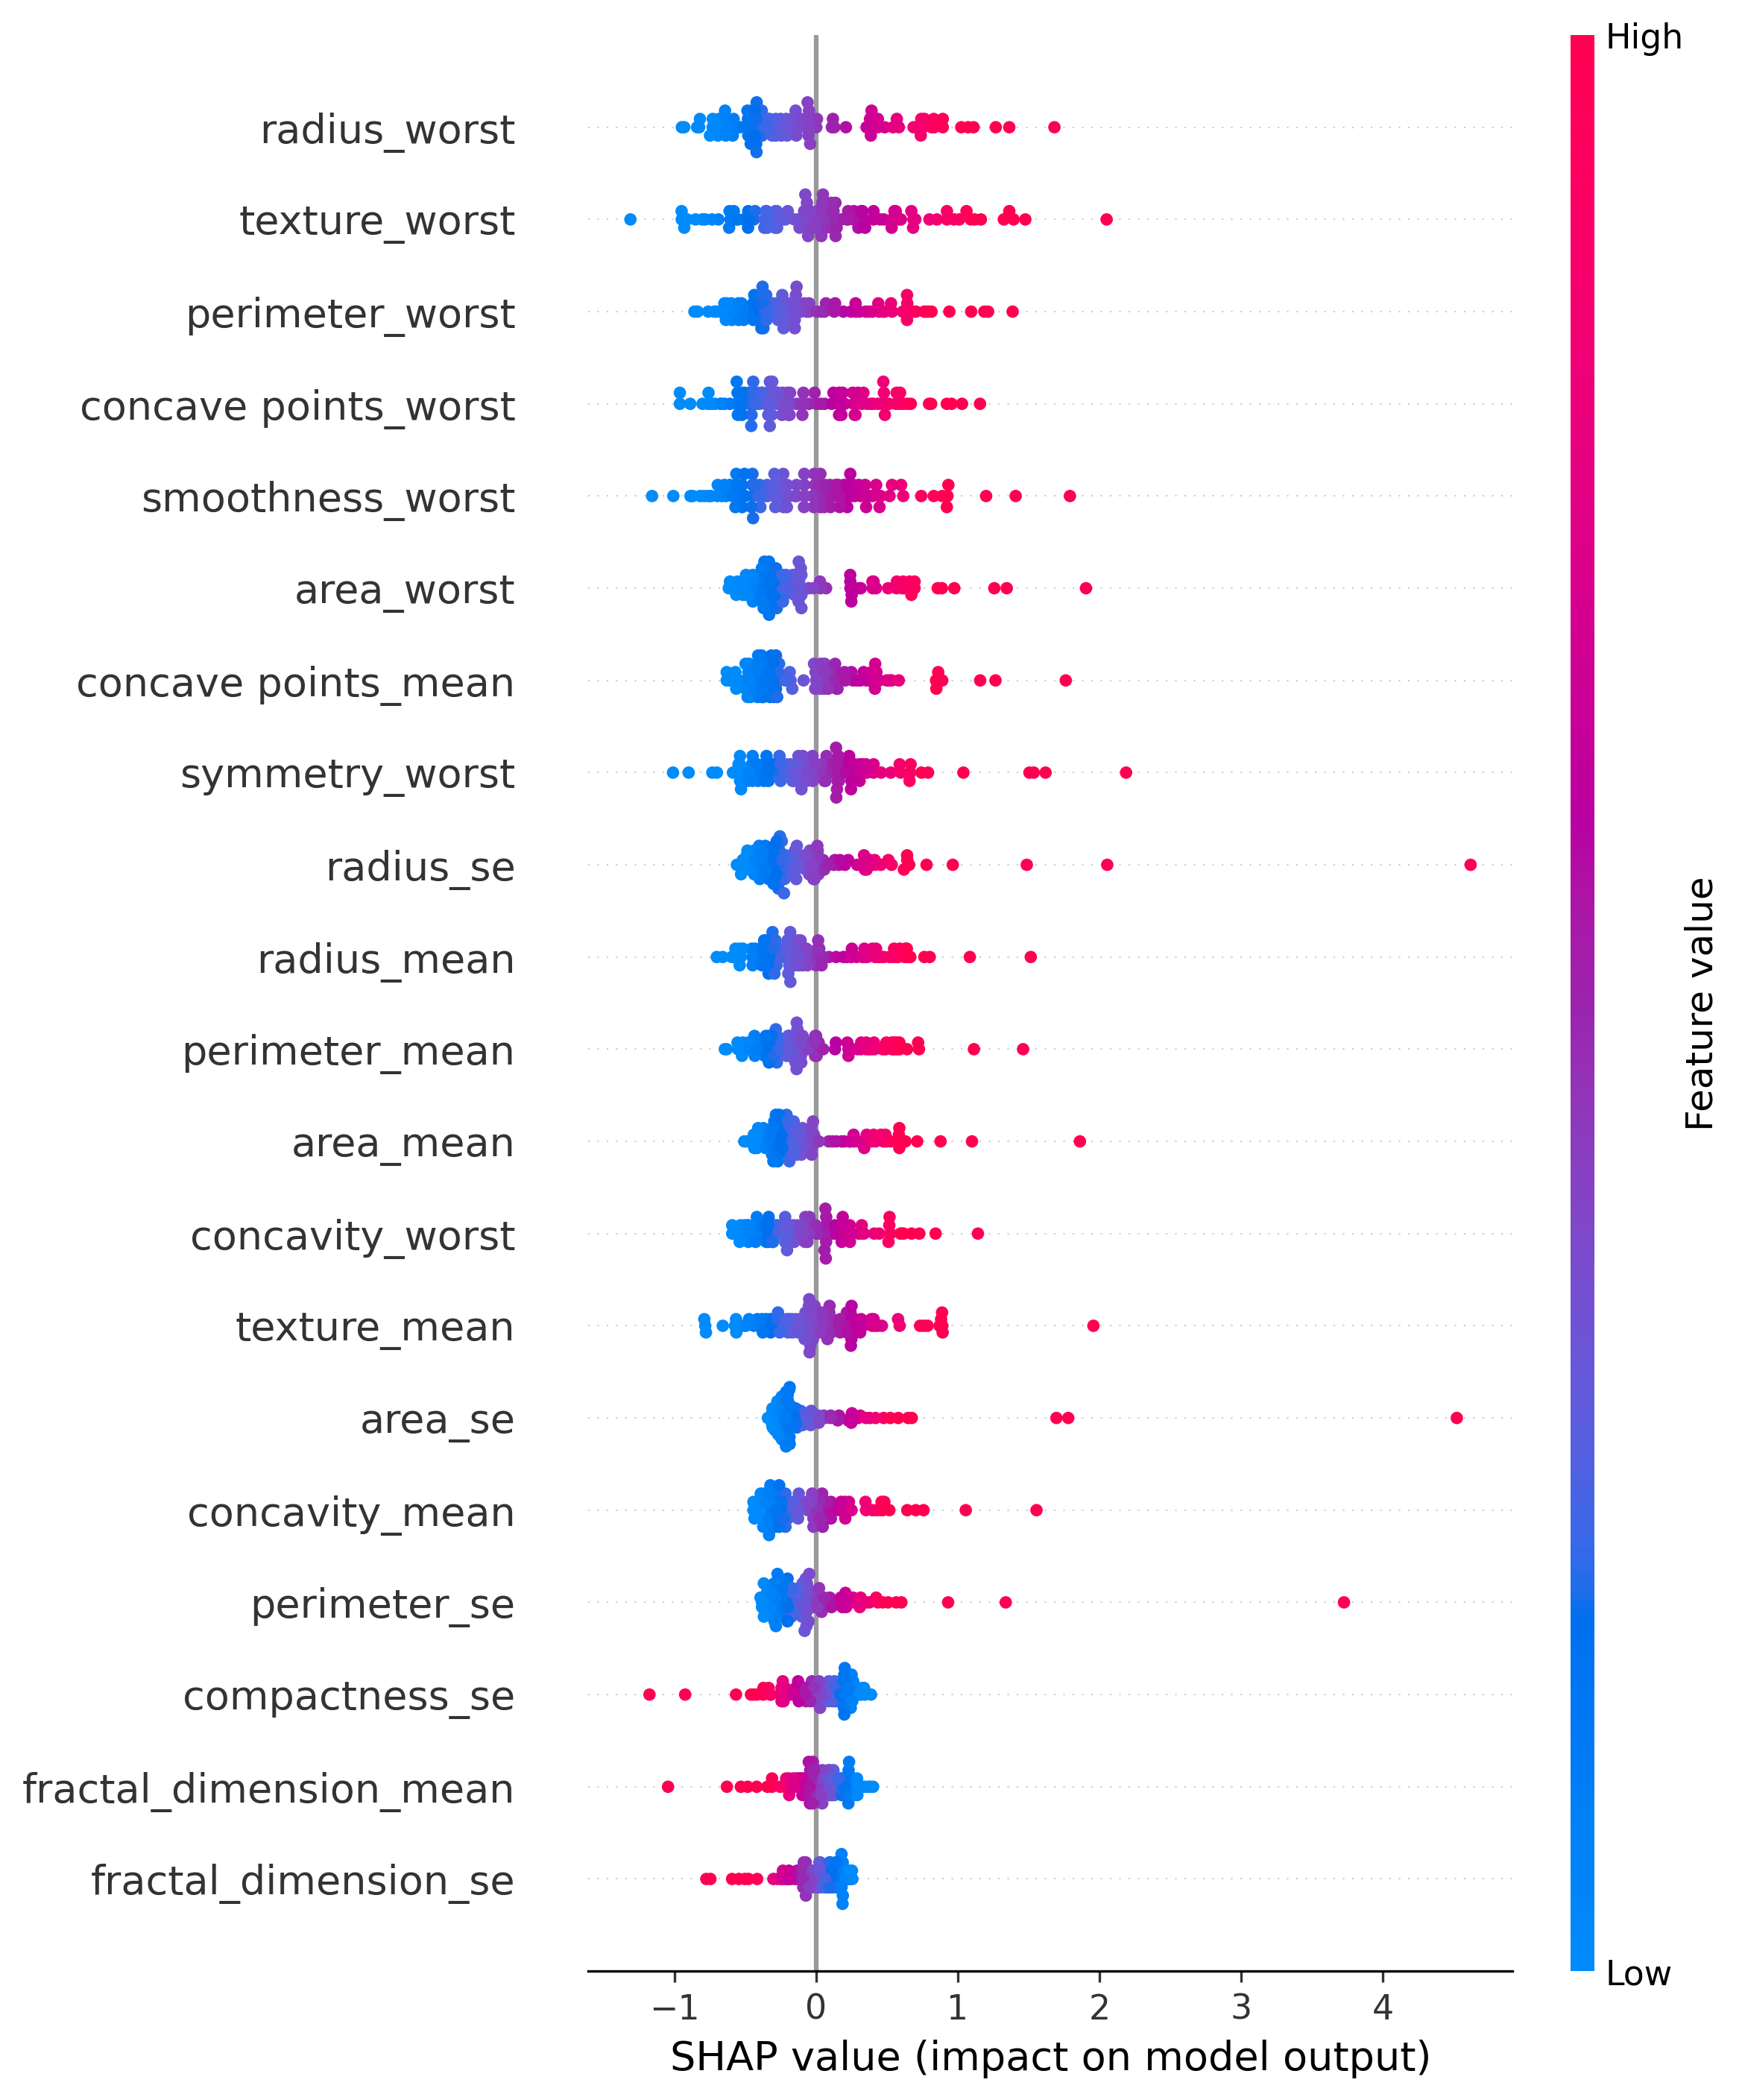 High
radius_worst
texture_worst
perimeter_worst
concave points_worst
smoothness_worst
area_worst
concave points_mean
symmetry_worst
radius_se
radius_mean
perimeter_mean
area_mean
concavity_worst
texture_mean
area_se
concavity_mean
perimeter_se
compactness_se
fractal_dimension_mean
fractal_dimension_se
Feature value
Low
−1 0 1 2 3 4
SHAP value (impact on model output)